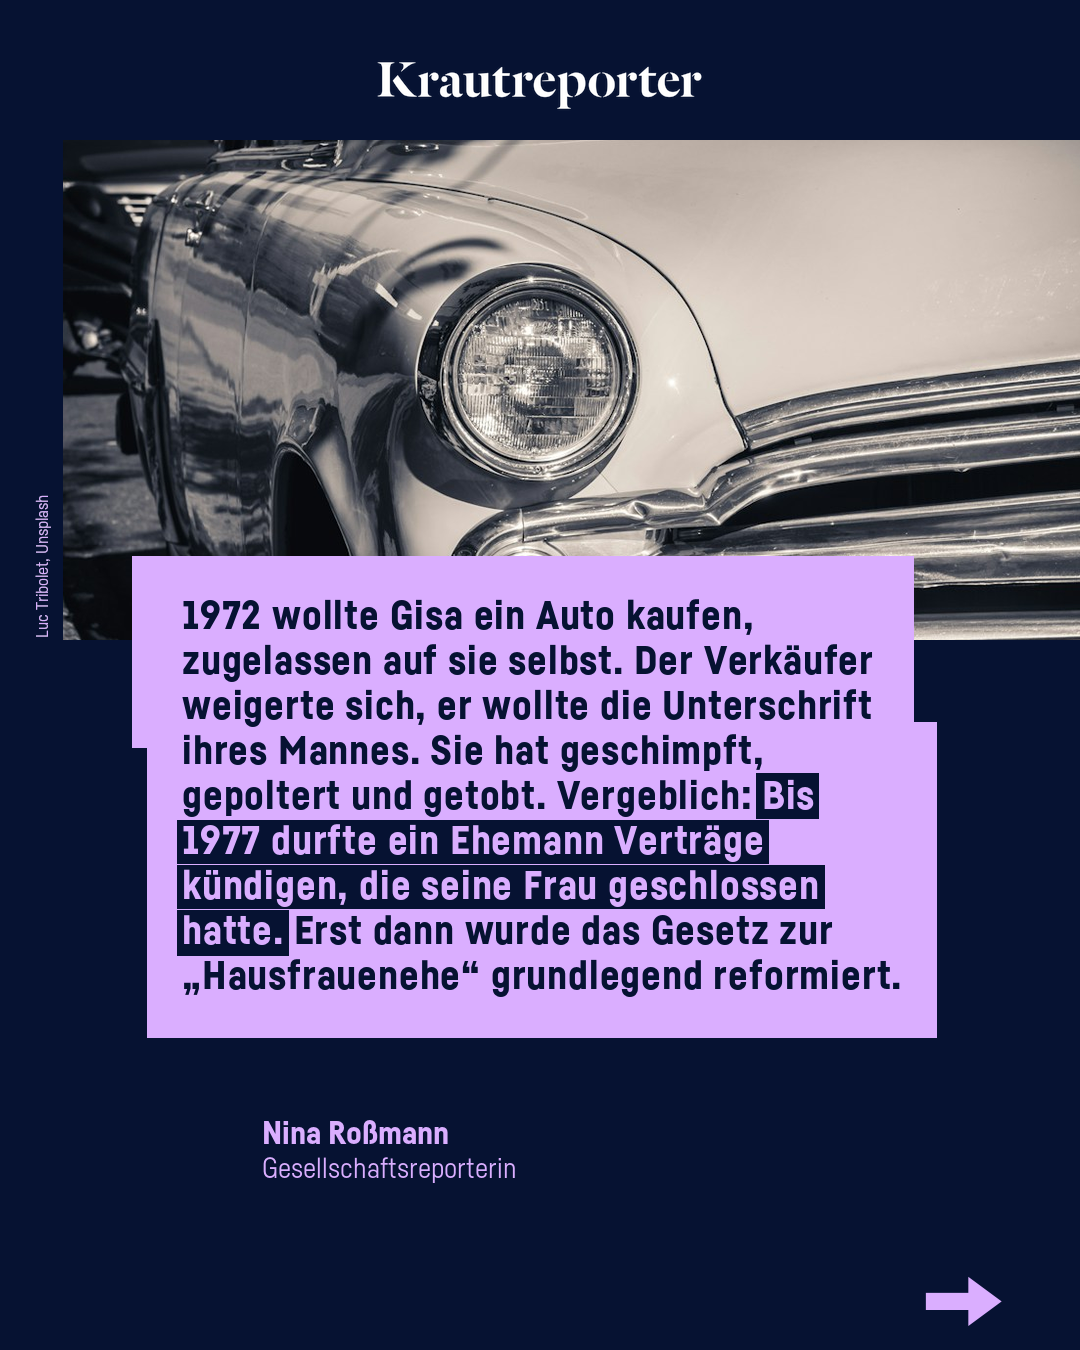 Krautreporter
Luc Tribolet, Unsplash
1972 wollte Gisa ein Auto kaufen,
zugelassen auf sie selbst. Der Verkäufer
weigerte sich, er wollte die Unterschrift
ihres Mannes. Sie hat geschimpft,
gepoltert und getobt. Vergeblich: Bis
1977 durfte ein Ehemann Verträge
kündigen, die seine Frau geschlossen
hatte. Erst dann wurde das Gesetz zur
„Hausfrauenehe“ grundlegend reformiert.
Nina Roßmann
Gesellschaftsreporterin